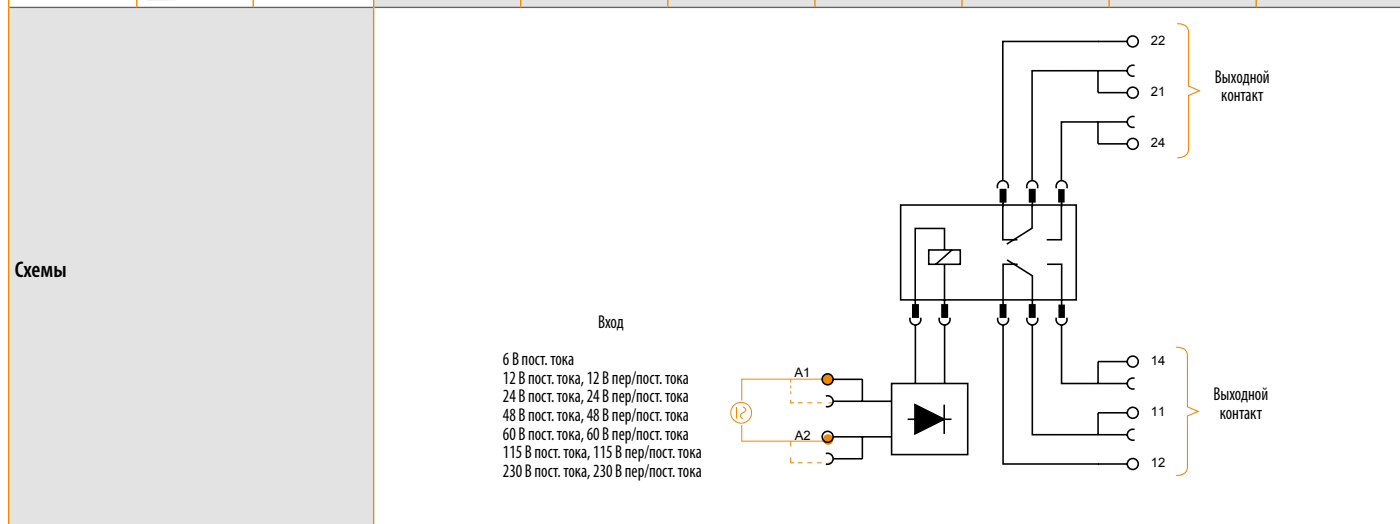 Схемы
Вход
6 В пост. тока
12 В пост. тока, 12 В пер/пост. тока
24 В пост. тока, 24 В пер/пост. тока
48 В пост. тока, 48 В пер/пост. тока
60 В пост. тока, 60 В пер/пост. тока
115 В пост. тока, 115 В пер/пост. тока
230 В пост. тока, 230 В пер/пост. тока
A1
A2
22
21
24
Выходной
контакт
14
11
12
Выходной
контакт